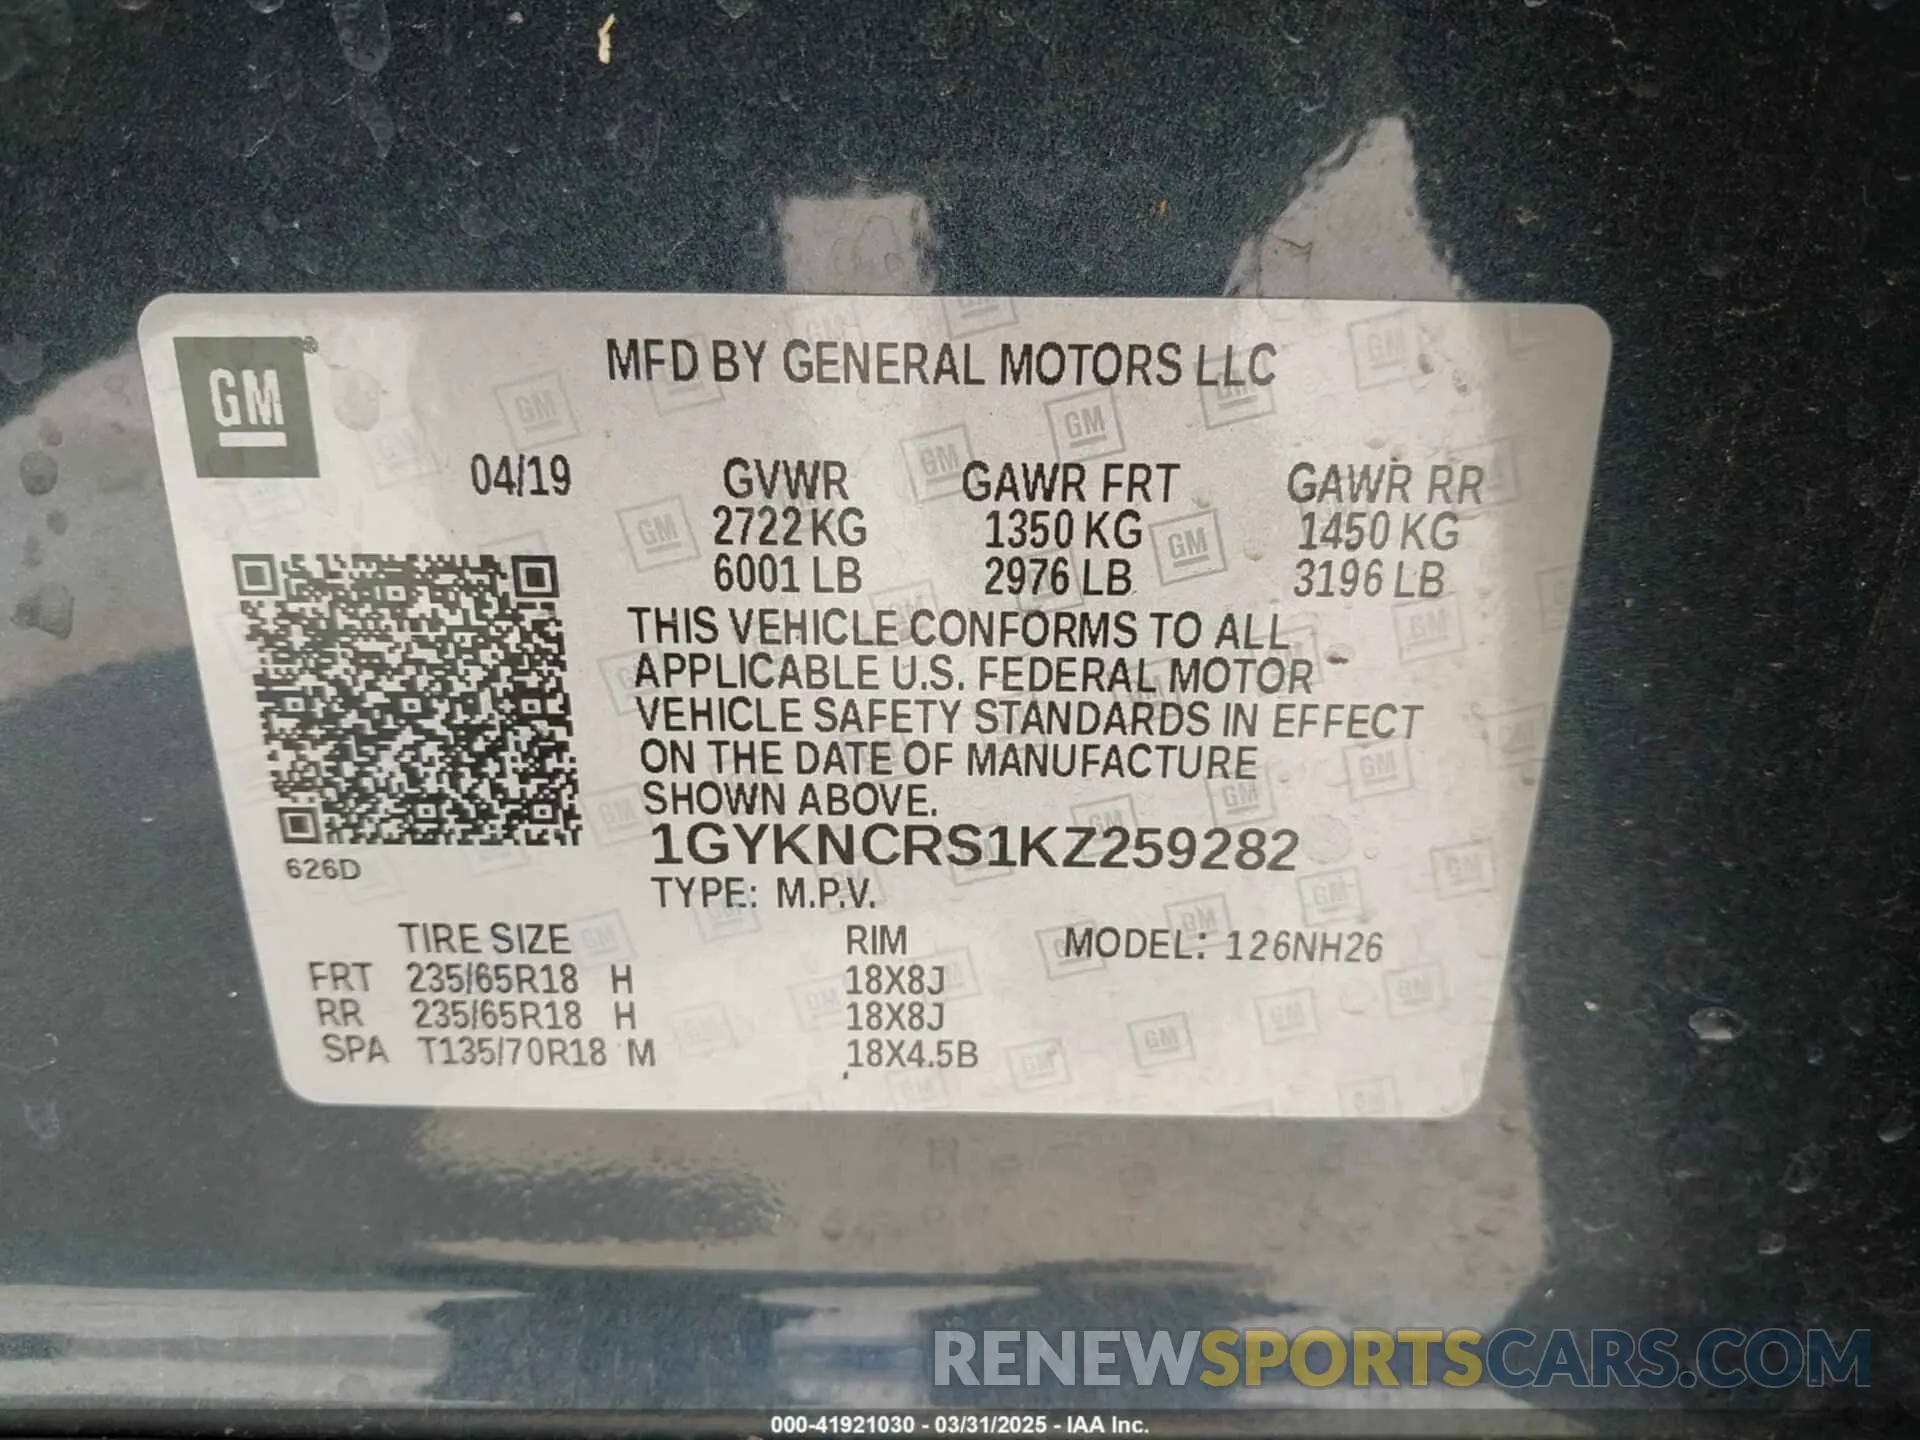 GM
MFD BY GENERAL MOTORS LLC
04/19 GVWR GAWR FRT GAWR RR
2722 KG 1350 KG 1450 KG
6001 LB 2976 LB 3196 LB
THIS VEHICLE CONFORMS TO ALL
APPLICABLE U.S. FEDERAL MOTOR
VEHICLE SAFETY STANDARDS IN EFFECT
ON THE DATE OF MANUFACTURE
SHOWN ABOVE.
1GYKNCRS1KZ259282
626D
TYPE: M.P.V.
TIRE SIZE RIM MODEL: 126NH26
FRT 235/65R18 H 18X8J
RR 235/65R18 H 18X8J
SPA T135/70R18 M 18X4.5B
RENEWSPORTSCARS.COM
000-41921030 - 03/31/2025 - IAA Inc.